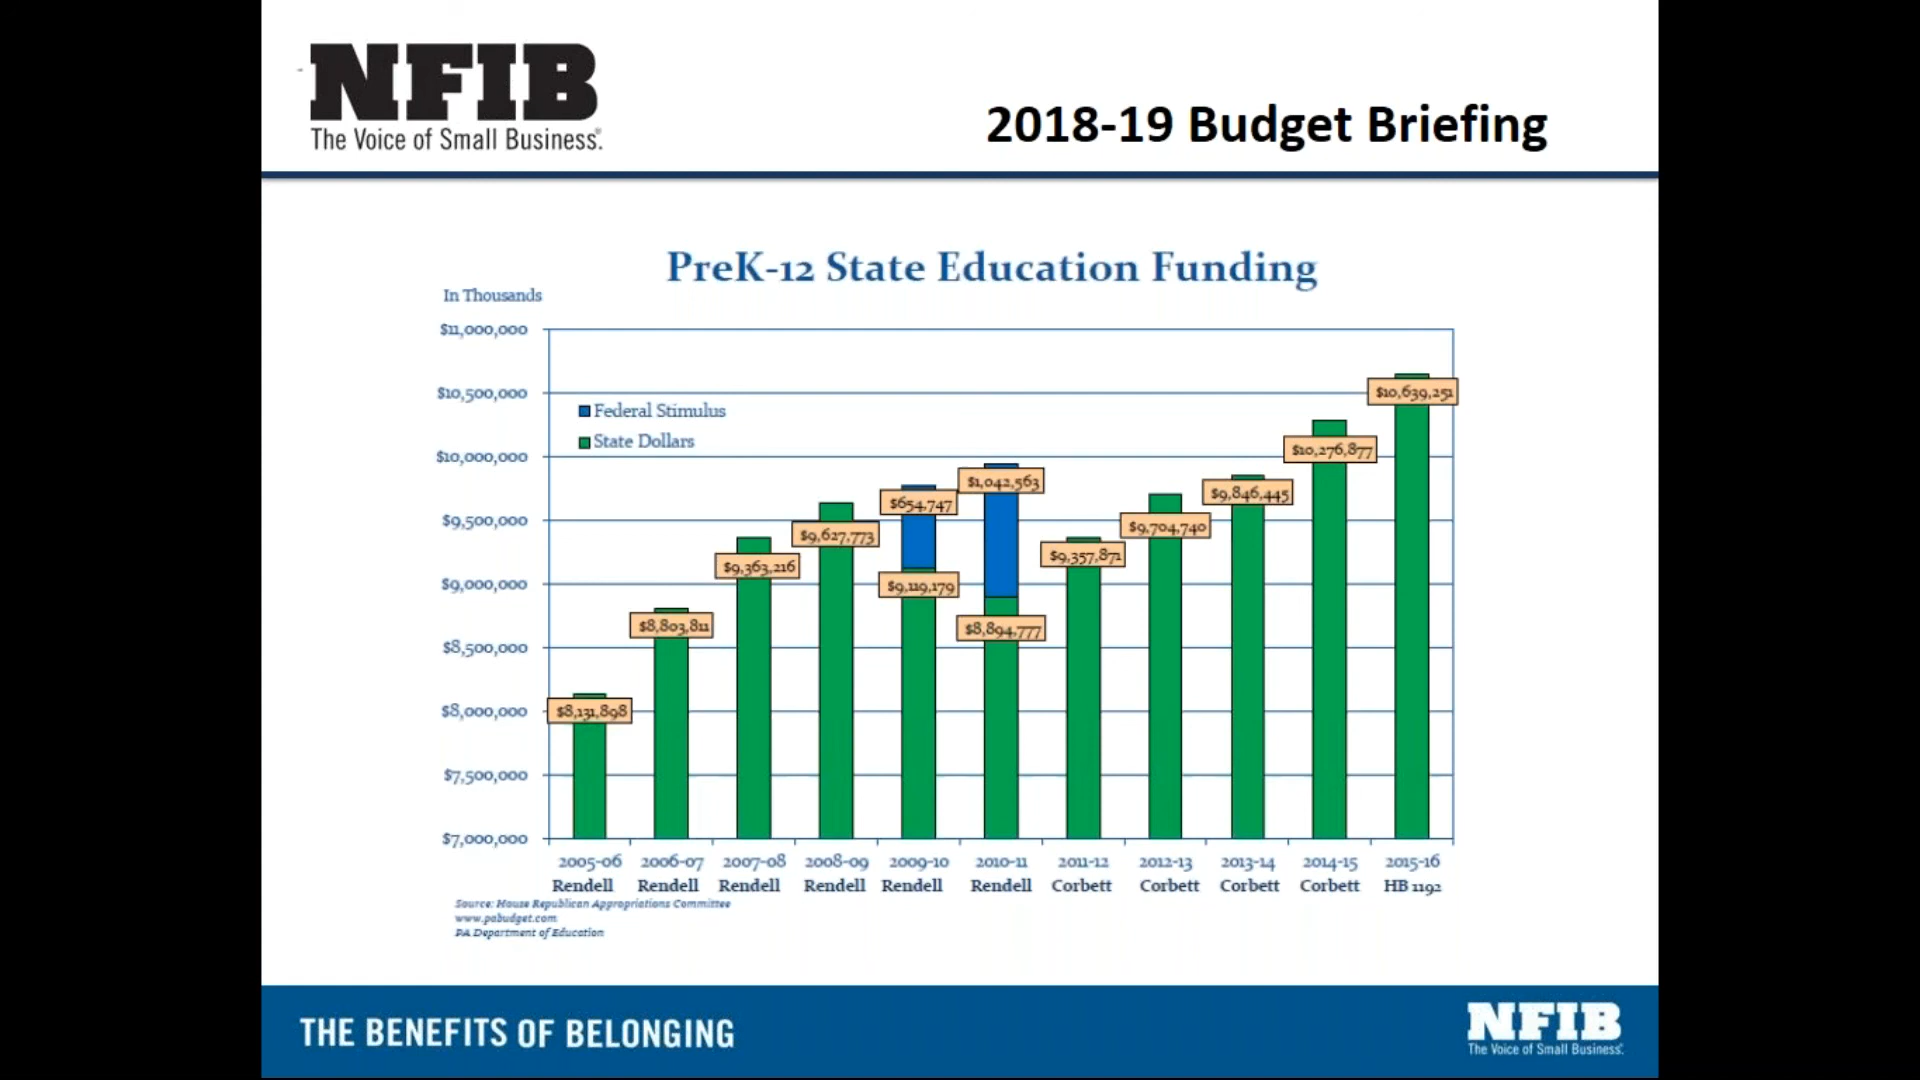 NFIB
The Voice of Small Business.®
2018-19 Budget Briefing
PreK-12 State Education Funding
In Thousands
$11,000,000
$10,500,000
$10,000,000
$9,500,000
$9,000,000
$8,500,000
$8,000,000
$7,500,000
$7,000,000
Federal Stimulus
State Dollars
$8,131,898
$8,803,811
$9,363,216
$9,627,773
$654,747
$9,119,179
$1,042,563
$8,894,777
$9,357,871
$9,704,740
$9,846,445
$10,276,877
$10,639,251
2005-06 2006-07 2007-08 2008-09 2009-10 2010-11 2011-12 2012-13 2013-14 2014-15 2015-16
Rendell Rendell Rendell Rendell Rendell Rendell Corbett Corbett Corbett Corbett HB 1192
Source: House Republican Appropriations Committee
www.pabudget.com
PA Department of Education
THE BENEFITS OF BELONGING
NFIB
The Voice of Small Business.®